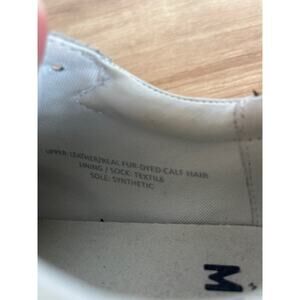 UPPER: LEATHER/REAL FUR-DYED CALF HAIR
LINING / SOCK: TEXTILE
SOLE: SYNTHETIC
M